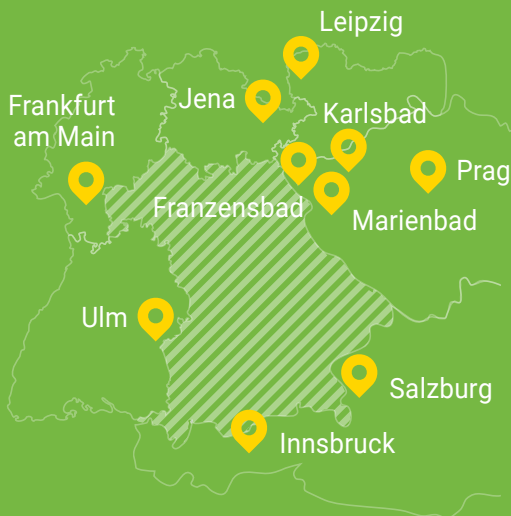 Leipzig
Jena
Frankfurt
am Main
Karlsbad
Prag
Franzensbad
Marienbad
Ulm
Salzburg
Innsbruck